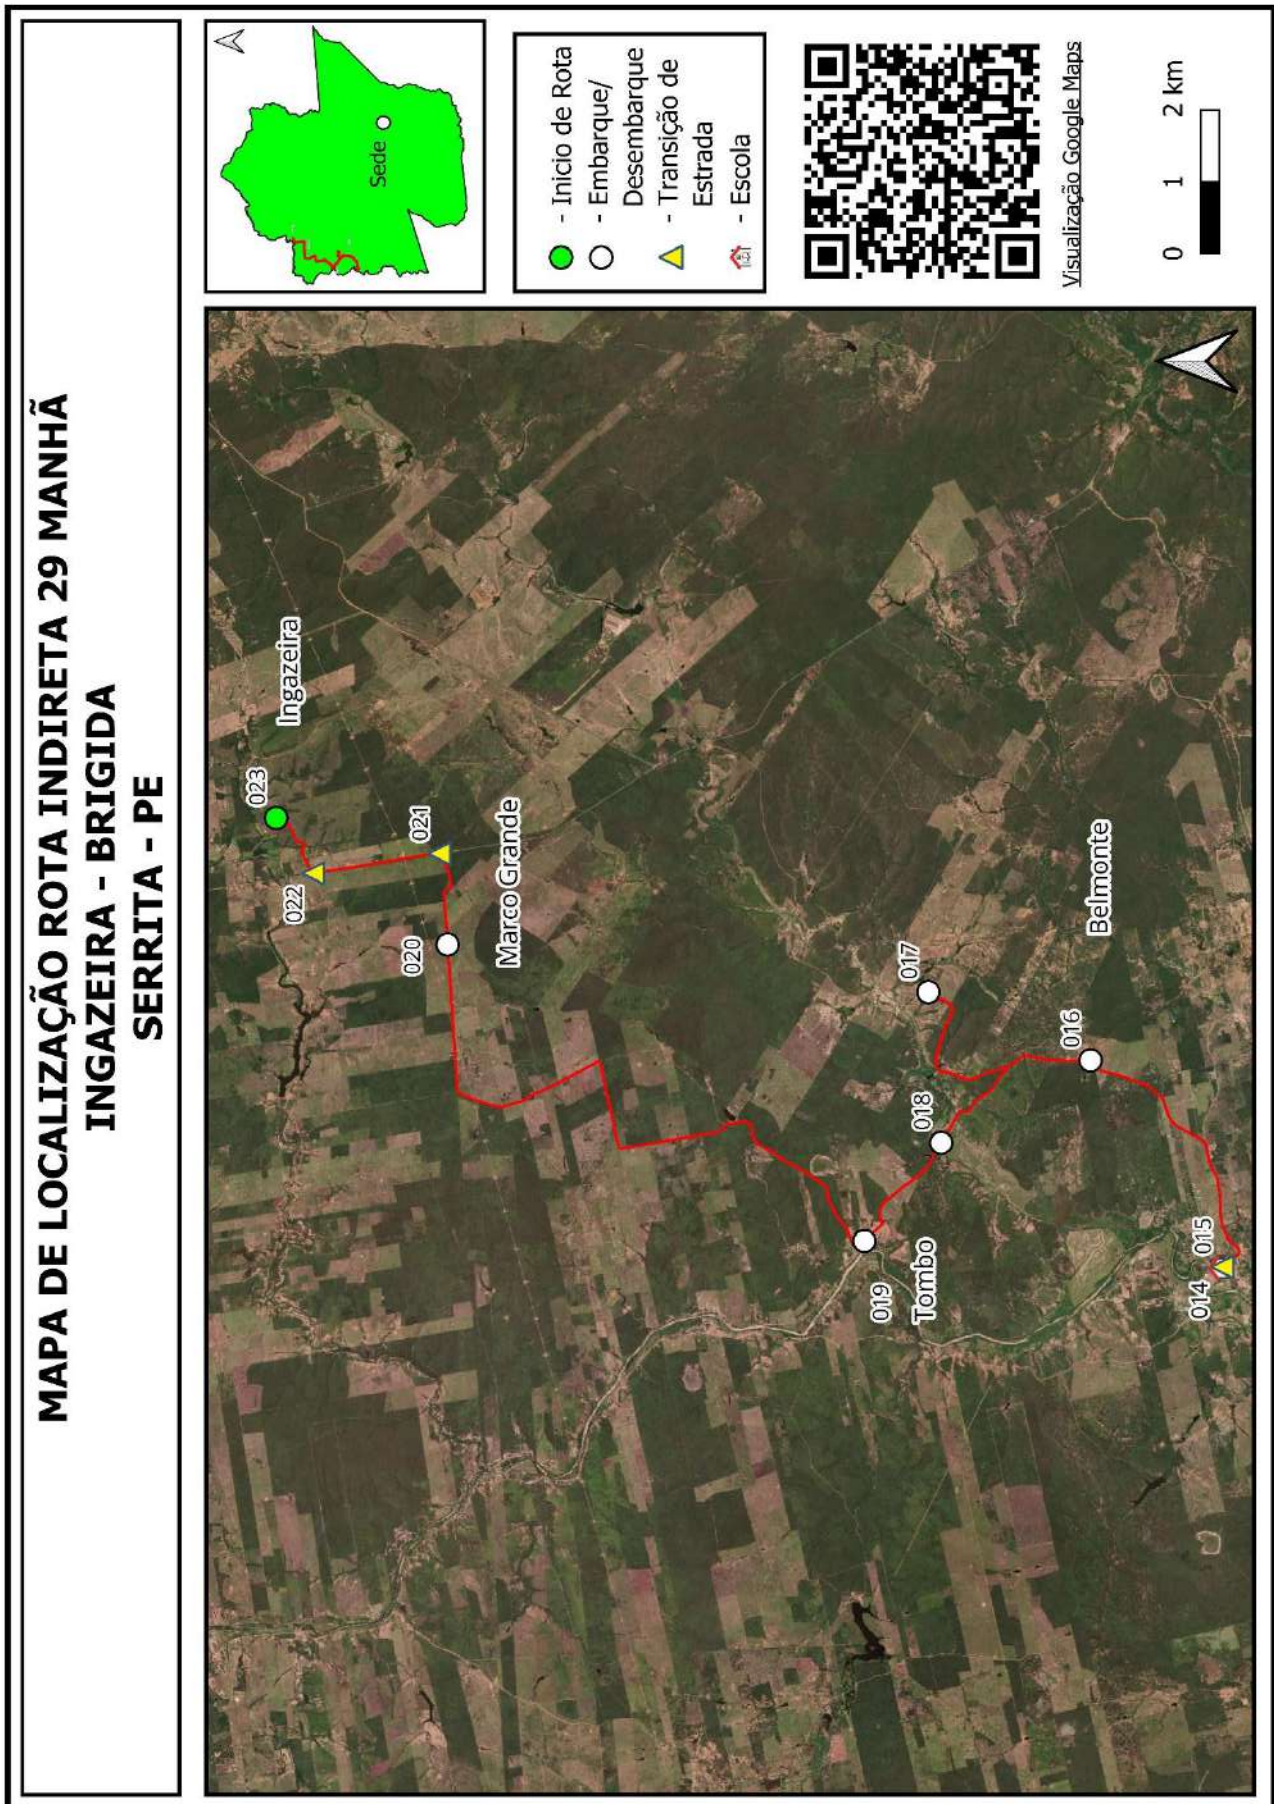 MAPA DE LOCALIZAÇÃO ROTA INDIRETA 29 MANHÃ
INGAZEIRA - BRIGIDA
SERRITA - PE
Sede
- Inicio de Rota
- Embarque/
Desembarque
- Transição de
Estrada
- Escola
Visualização Google Maps
0 1 2 km
Ingazeira
023
022
021
020
Marco Grande
017
018
016
Belmonte
019
Tombo
015
014